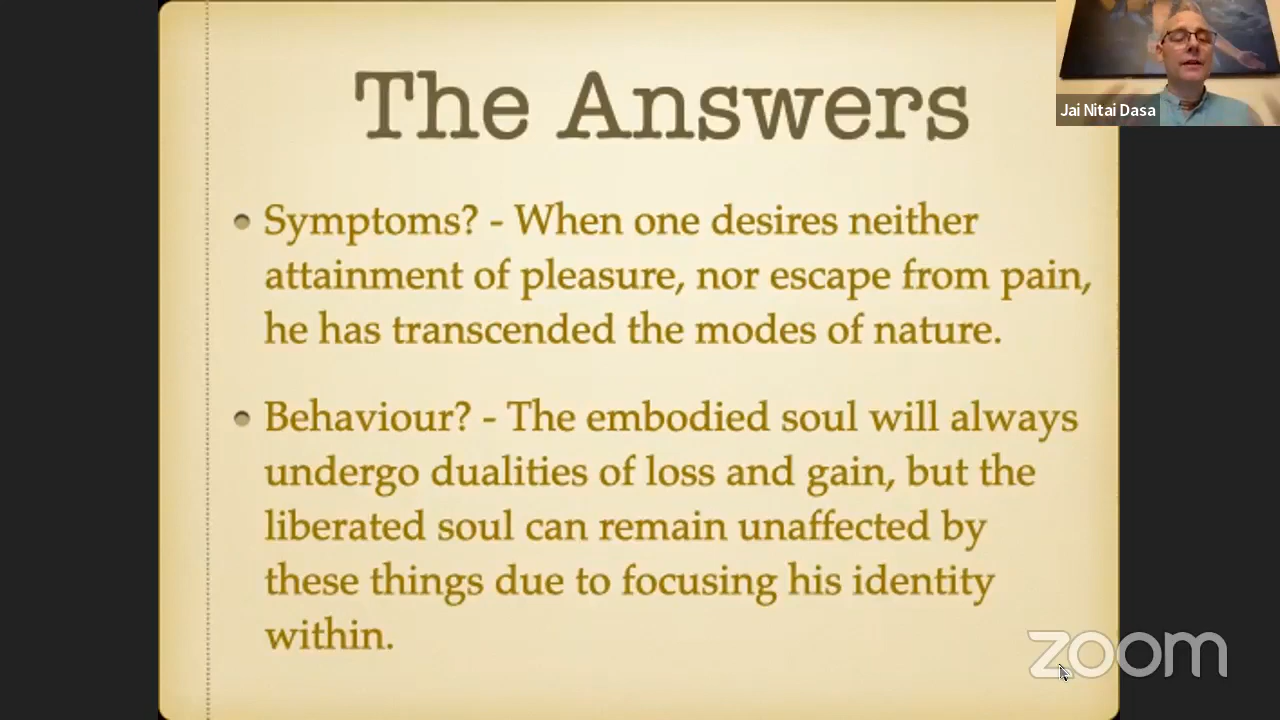 The Answers
Jai Nitai Dasa
Symptoms? - When one desires neither
attainment of pleasure, nor escape from pain,
he has transcended the modes of nature.
Behaviour? - The embodied soul will always
undergo dualities of loss and gain, but the
liberated soul can remain unaffected by
these things due to focusing his identity
within.
zoom